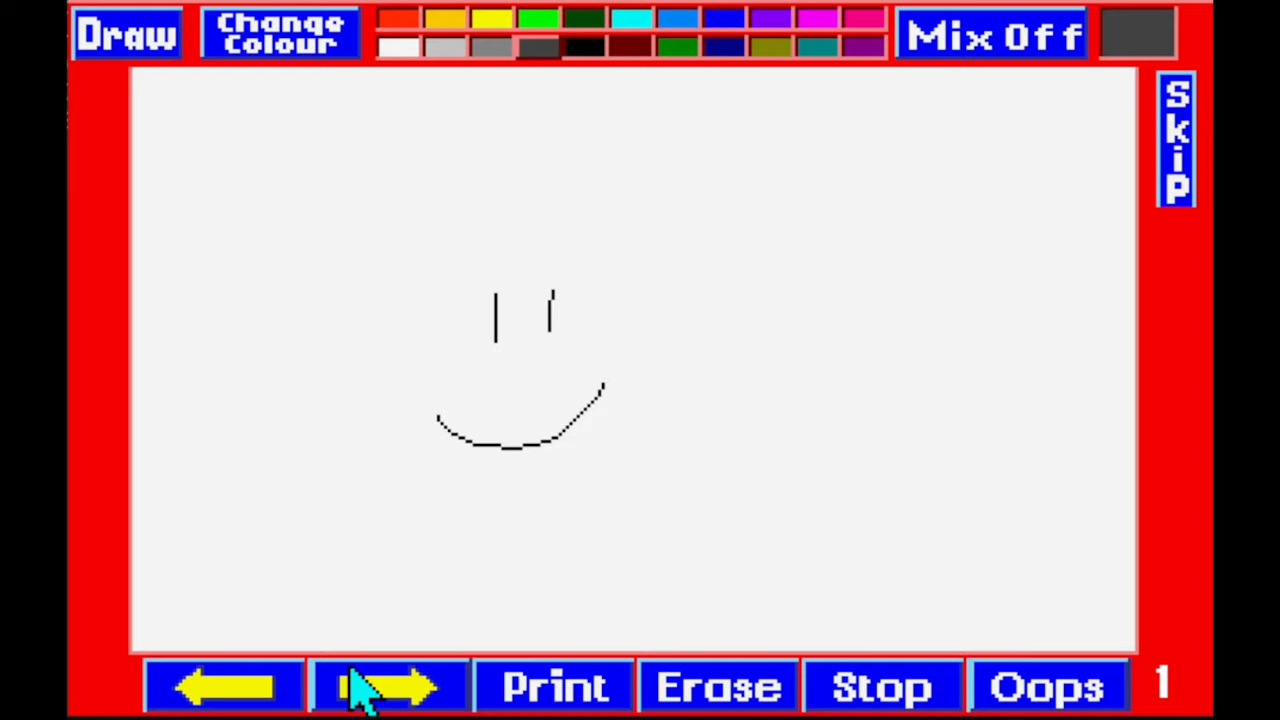 Draw
Change
Colour
Mix Off
Skip
Print
Erase
Stop
Oops
1